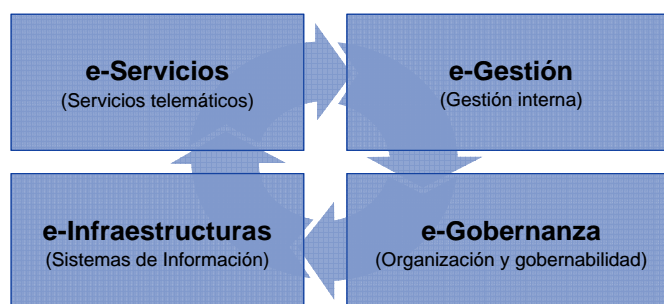 e-Servicios
(Servicios telemáticos)
e-Gestión
(Gestión interna)
e-Infraestructuras
(Sistemas de Información)
e-Gobernanza
(Organización y gobernabilidad)